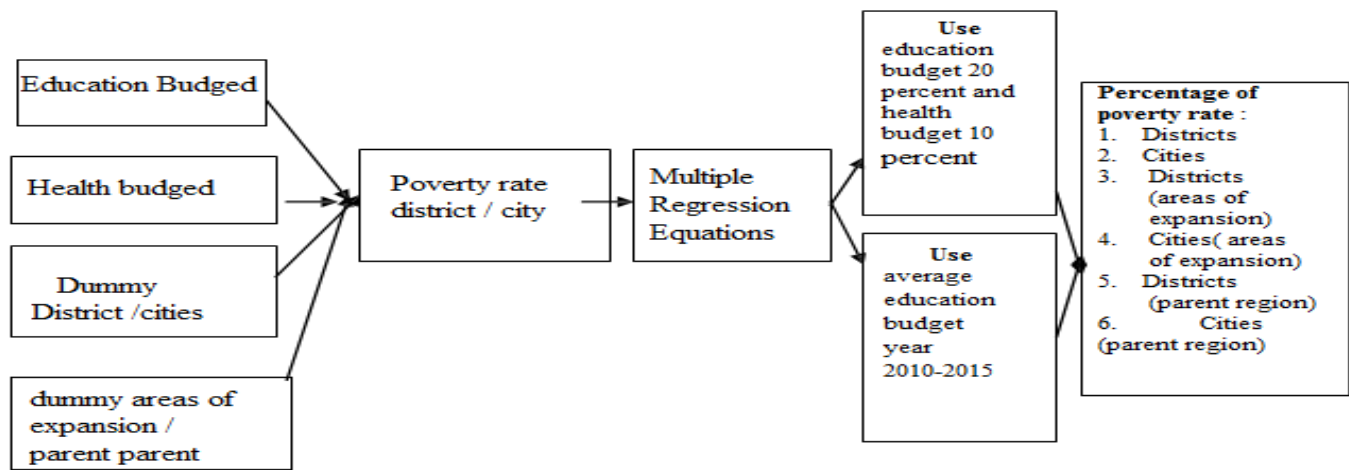 Education Budged
Health budged
Dummy
District /cities
dummy areas of
expansion /
parent parent
Poverty rate
district / city
Multiple
Regression
Equations
Use
education
budget 20
percent and
health
budget 10
percent
Use
average
education
budget
year
2010-2015
Percentage of
poverty rate :
1. Districts
2. Cities
3. Districts
(areas of
expansion)
4. Cities( areas
of expansion)
5. Districts
(parent region)
6. Cities
(parent region)